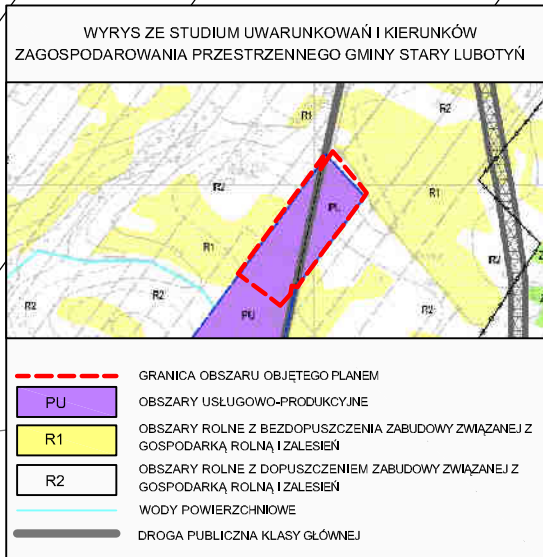 WYRYS ZE STUDIUM UWARUNKOWAŃ I KIERUNKÓW
ZAGOSPODAROWANIA PRZESTRZENNEGO GMINY STARY LUBOTYŃ
R1
R2
R2
R1
PU
R1
R2
R2
R2
R2
PU
GRANICA OBSZARU OBJĘTEGO PLANEM
PU
OBSZARY USŁUGOWO-PRODUKCYJNE
R1
OBSZARY ROLNE Z BEZDOPUSZCZENIA ZABUDOWY ZWIĄZANEJ Z
GOSPODARKĄ ROLNĄ I ZALESIEŃ
R2
OBSZARY ROLNE Z DOPUSZCZENIEM ZABUDOWY ZWIĄZANEJ Z
GOSPODARKĄ ROLNĄ I ZALESIEŃ
WODY POWIERZCHNIOWE
DROGA PUBLICZNA KLASY GŁÓWNEJ